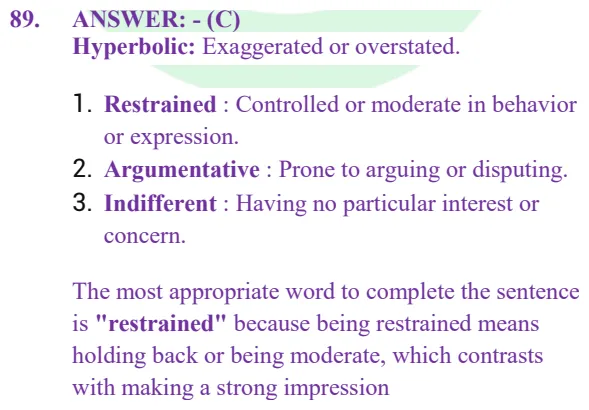 89. ANSWER: - (C)
Hyperbolic: Exaggerated or overstated.
1. Restrained : Controlled or moderate in behavior
or expression.
2. Argumentative : Prone to arguing or disputing.
3. Indifferent : Having no particular interest or
concern.
The most appropriate word to complete the sentence
is "restrained" because being restrained means
holding back or being moderate, which contrasts
with making a strong impression